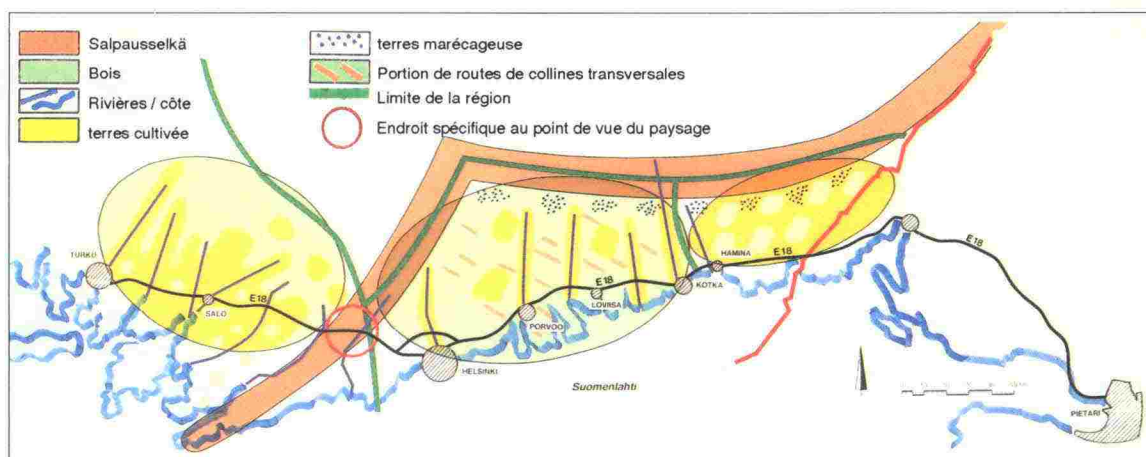 Salpausselkä
Bois
Rivières / côte
terres cultivée
terres marécageuse
Portion de routes de collines transversales
Limite de la région
Endroit spécifique au point de vue du paysage
TURKU
SALO
E18
HELSINKI
PORVOO
LOVIISA
E18
KOTKA
HAMINA
E18
E18
Suomenlahti
PIETARI